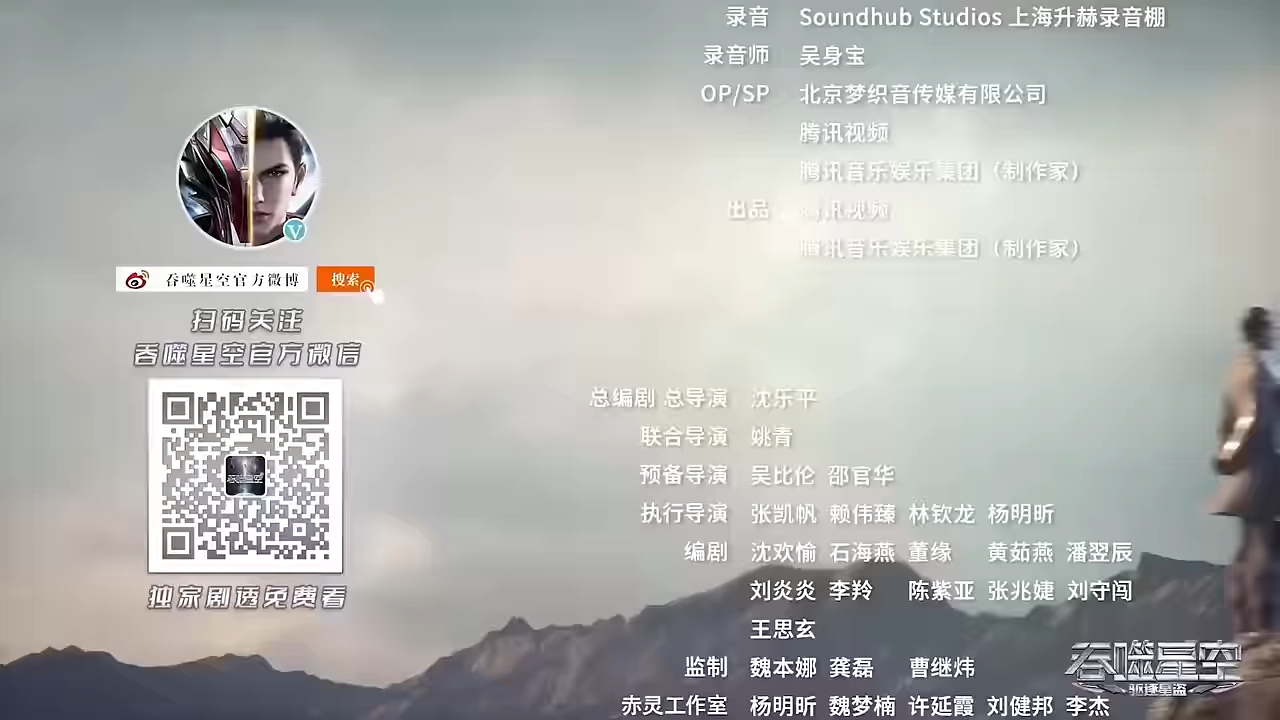 录音 Soundhub Studios 上海升赫录音棚
录音师 吴身宝
OP/SP 北京梦织音传媒有限公司
腾讯视频
腾讯音乐娱乐集团（制作家）
出品 腾讯视频
腾讯音乐娱乐集团（制作家）
V
吞噬星空官方微博 搜索
扫码关注
吞噬星空官方微信
吞噬星空
独家剧透免费看
总编剧 总导演 沈乐平
联合导演 姚青
预备导演 吴比伦 邵官华
执行导演 张凯帆 赖伟臻 林钦龙 杨明昕
编剧 沈欢愉 石海燕 董缘 黄茹燕 潘翌辰
刘炎炎 李羚 陈紫亚 张兆婕 刘守闯
王思玄
监制 魏本娜 龚磊 曹继炜
赤灵工作室 杨明昕 魏梦楠 许延霞 刘健邦 李杰
吞噬星空
驱逐星盗